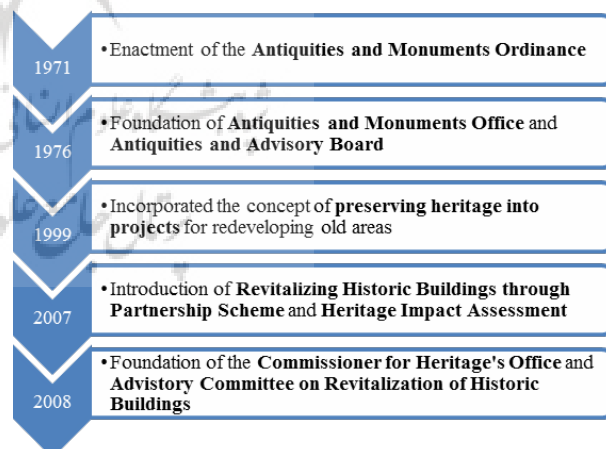 1971
•Enactment of the Antiquities and Monuments Ordinance
1976
•Foundation of Antiquities and Monuments Office and
Antiquities and Advisory Board
1999
•Incorporated the concept of preserving heritage into
projects for redeveloping old areas
2007
•Introduction of Revitalizing Historic Buildings through
Partnership Scheme and Heritage Impact Assessment
2008
•Foundation of the Commissioner for Heritage's Office and
Advistory Committee on Revitalization of Historic
Buildings